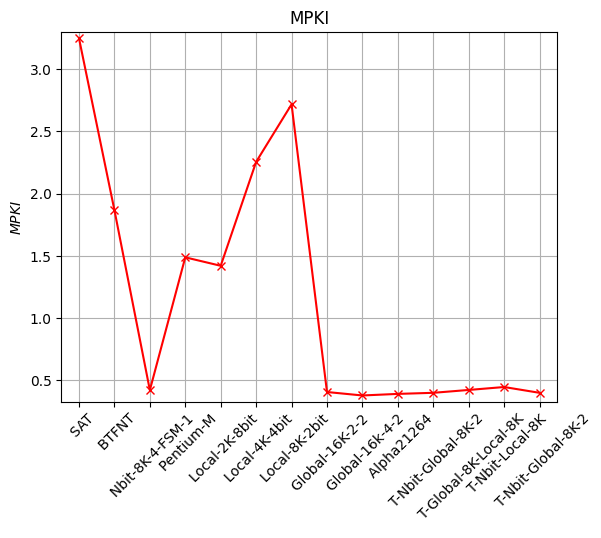 MPKI
MPKI
3.0
2.5
2.0
1.5
1.0
0.5
SAT
BTFNT
Nbit-8K-4-FSM-1
Pentium-M
Local-2K-8bit
Local-4K-4bit
Local-8K-2bit
Global-16K-2-2
Global-16k-4-2
Alpha21264
T-Nbit-Global-8K-2
T-Global-8K-Local-8K
T-Nbit-Local-8K
T-Nbit-Global-8K-2